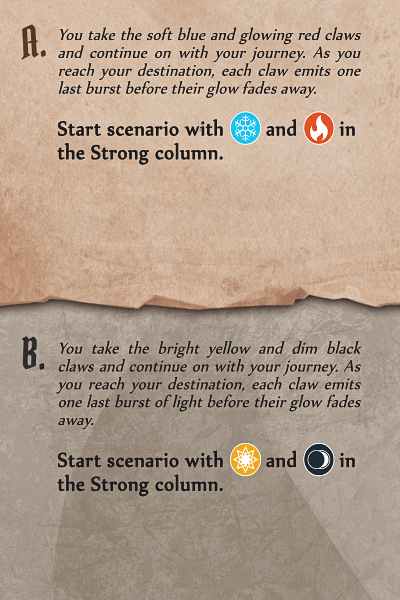 A. You take the soft blue and glowing red claws
and continue on with your journey. As you
reach your destination, each claw emits one
last burst before their glow fades away.
Start scenario with and in
the Strong column.
B. You take the bright yellow and dim black
claws and continue on with your journey. As
you reach your destination, each claw emits
one last burst of light before their glow fades
away.
Start scenario with and in
the Strong column.